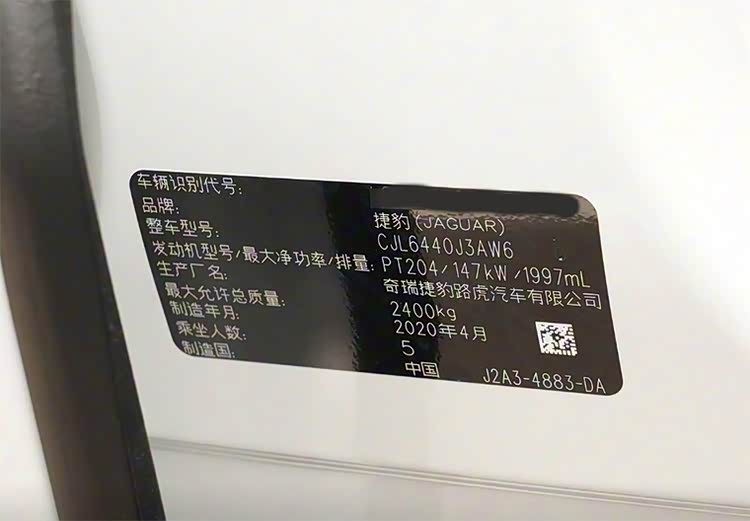 车辆识别代号:
品牌: 捷豹(JAGUAR)
整车型号: CJL6440J3AW6
发动机型号/最大净功率/排量: PT204/147kW/1997mL
生产厂名: 奇瑞捷豹路虎汽车有限公司
最大允许总质量: 2400kg
制造年月: 2020年4月
乘坐人数: 5
制造国: 中国
J2A3-4883-DA